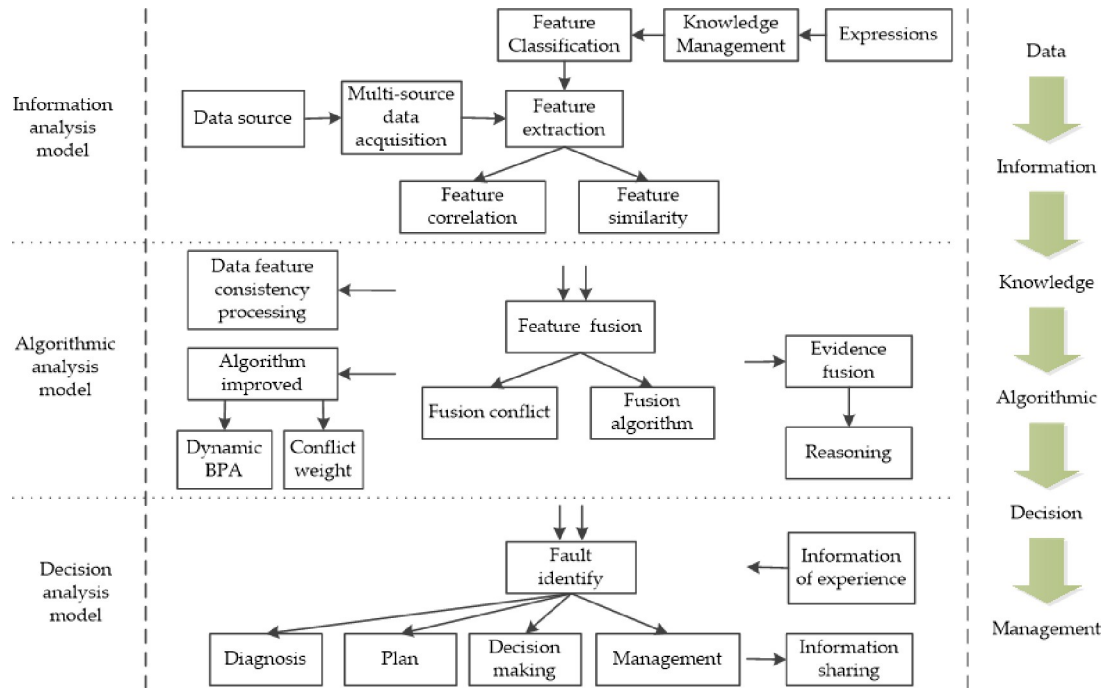 Information
analysis
model
Feature
Classification
Knowledge
Management
Expressions
Data source
Multi-source
data
acquisition
Feature
extraction
Feature
correlation
Feature
similarity
Algorithmic
analysis
model
Data feature
consistency
processing
Feature fusion
Algorithm
improved
Fusion conflict
Fusion
algorithm
Evidence
fusion
Dynamic
BPA
Conflict
weight
Reasoning
Decision
analysis
model
Fault
identify
Information
of experience
Diagnosis
Plan
Decision
making
Management
Information
sharing
Data
Information
Knowledge
Algorithmic
Decision
Management